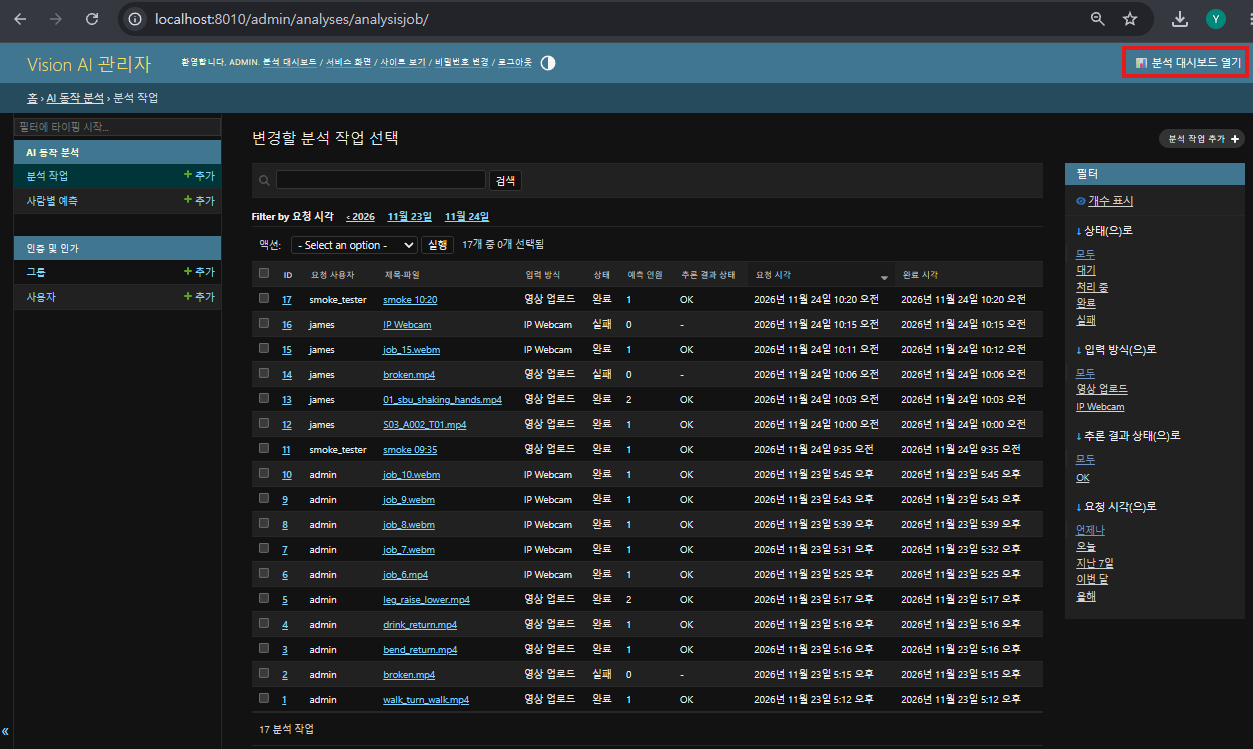 localhost:8010/admin/analyses/analysisjob/
Y
Vision AI 관리자
환영합니다, ADMIN. 분석 대시보드 / 서비스 화면 / 사이트 보기 / 비밀번호 변경 / 로그아웃
분석 대시보드 열기
홈 › AI 동작 분석 › 분석 작업
필터에 타이핑 시작...
AI 동작 분석
분석 작업 + 추가
사람별 예측 + 추가
인증 및 인가
그룹 + 추가
사용자 + 추가
«
변경할 분석 작업 선택
분석 작업 추가 +
검색
Filter by 요청 시각 ‹ 2026 11월 23일 11월 24일
액션: - Select an option - 실행 17개 중 0개 선택됨
ID 요청 사용자 제목·파일 입력 방식 상태 예측 인원 추론 결과 상태 요청 시각 완료 시각
17 smoke_tester smoke 10:20 영상 업로드 완료 1 OK 2026년 11월 24일 10:20 오전 2026년 11월 24일 10:20 오전
16 james IP Webcam IP Webcam 실패 0 - 2026년 11월 24일 10:15 오전 2026년 11월 24일 10:15 오전
15 james job_15.webm IP Webcam 완료 1 OK 2026년 11월 24일 10:11 오전 2026년 11월 24일 10:12 오전
14 james broken.mp4 영상 업로드 실패 0 - 2026년 11월 24일 10:06 오전 2026년 11월 24일 10:06 오전
13 james 01_sbu_shaking_hands.mp4 영상 업로드 완료 2 OK 2026년 11월 24일 10:03 오전 2026년 11월 24일 10:03 오전
12 james S03_A002_T01.mp4 영상 업로드 완료 1 OK 2026년 11월 24일 10:00 오전 2026년 11월 24일 10:00 오전
11 smoke_tester smoke 09:35 영상 업로드 완료 1 OK 2026년 11월 24일 9:35 오전 2026년 11월 24일 9:35 오전
10 admin job_10.webm IP Webcam 완료 1 OK 2026년 11월 23일 5:45 오후 2026년 11월 23일 5:45 오후
9 admin job_9.webm IP Webcam 완료 1 OK 2026년 11월 23일 5:43 오후 2026년 11월 23일 5:43 오후
8 admin job_8.webm IP Webcam 완료 1 OK 2026년 11월 23일 5:39 오후 2026년 11월 23일 5:39 오후
7 admin job_7.webm IP Webcam 완료 1 OK 2026년 11월 23일 5:31 오후 2026년 11월 23일 5:32 오후
6 admin job_6.mp4 IP Webcam 완료 1 OK 2026년 11월 23일 5:25 오후 2026년 11월 23일 5:25 오후
5 admin leg_raise_lower.mp4 영상 업로드 완료 2 OK 2026년 11월 23일 5:17 오후 2026년 11월 23일 5:17 오후
4 admin drink_return.mp4 영상 업로드 완료 1 OK 2026년 11월 23일 5:16 오후 2026년 11월 23일 5:16 오후
3 admin bend_return.mp4 영상 업로드 완료 1 OK 2026년 11월 23일 5:16 오후 2026년 11월 23일 5:16 오후
2 admin broken.mp4 영상 업로드 실패 0 - 2026년 11월 23일 5:15 오후 2026년 11월 23일 5:15 오후
1 admin walk_turn_walk.mp4 영상 업로드 완료 1 OK 2026년 11월 23일 5:12 오후 2026년 11월 23일 5:12 오후
17 분석 작업
필터
개수 표시
↓ 상태(으)로
모두
대기
처리 중
완료
실패
↓ 입력 방식(으)로
모두
영상 업로드
IP Webcam
↓ 추론 결과 상태(으)로
모두
OK
↓ 요청 시각(으)로
언제나
오늘
지난 7일
이번 달
올해